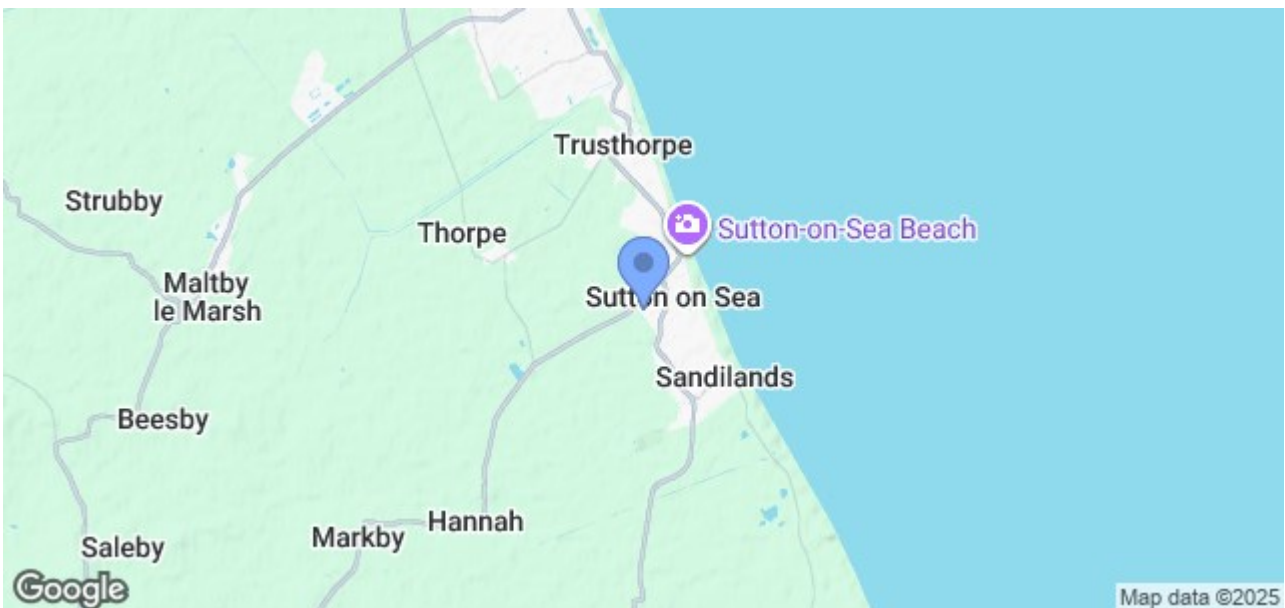 Trusthorpe
Strubby
Sutton-on-Sea Beach
Thorpe
Maltby
le Marsh
Sutton on Sea
Sandilands
Beesby
Hannah
Markby
Saleby
Google
Map data ©2025